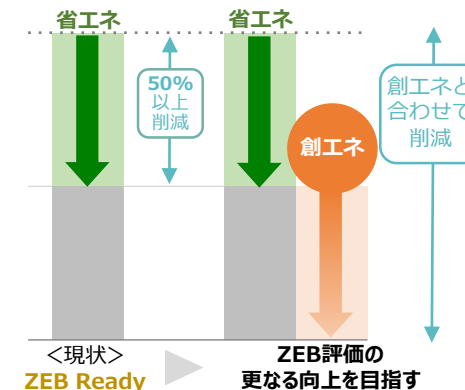 省エネ
省エネ
50%
以上
削減
創エネと
合わせて
削減
創エネ
＜現状＞
ZEB Ready
ZEB評価の
更なる向上を目指す